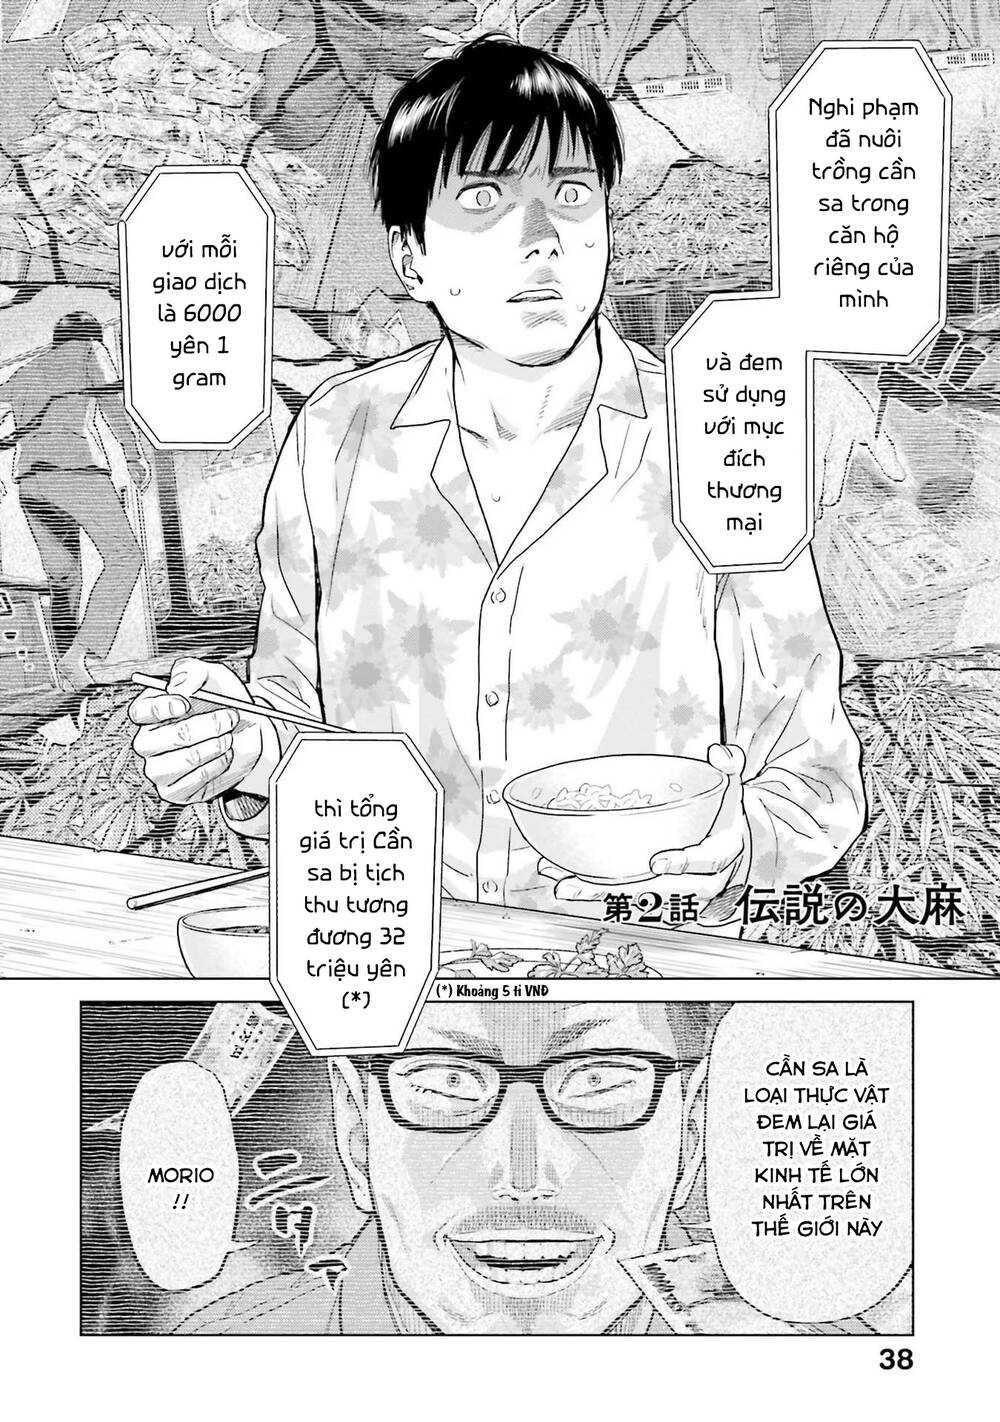 Nghi phạm
đã nuôi
trồng cần
sa trong
căn hộ
riêng của
mình
và đem
sử dụng
với mục
đích
thương
mại
với mỗi
giao dịch
là 6000
yên 1
gram
thì tổng
giá trị Cần
sa bị tịch
thu tương
đương 32
triệu yên
(*)
第2話 伝説の大麻
(*) Khoảng 5 tỉ VNĐ
CẦN SA LÀ
LOẠI THỰC VẬT
ĐEM LẠI GIÁ
TRỊ VỀ MẶT
KINH TẾ LỚN
NHẤT TRÊN
THẾ GIỚI NÀY
MORIO
!!
ニヤァ
38